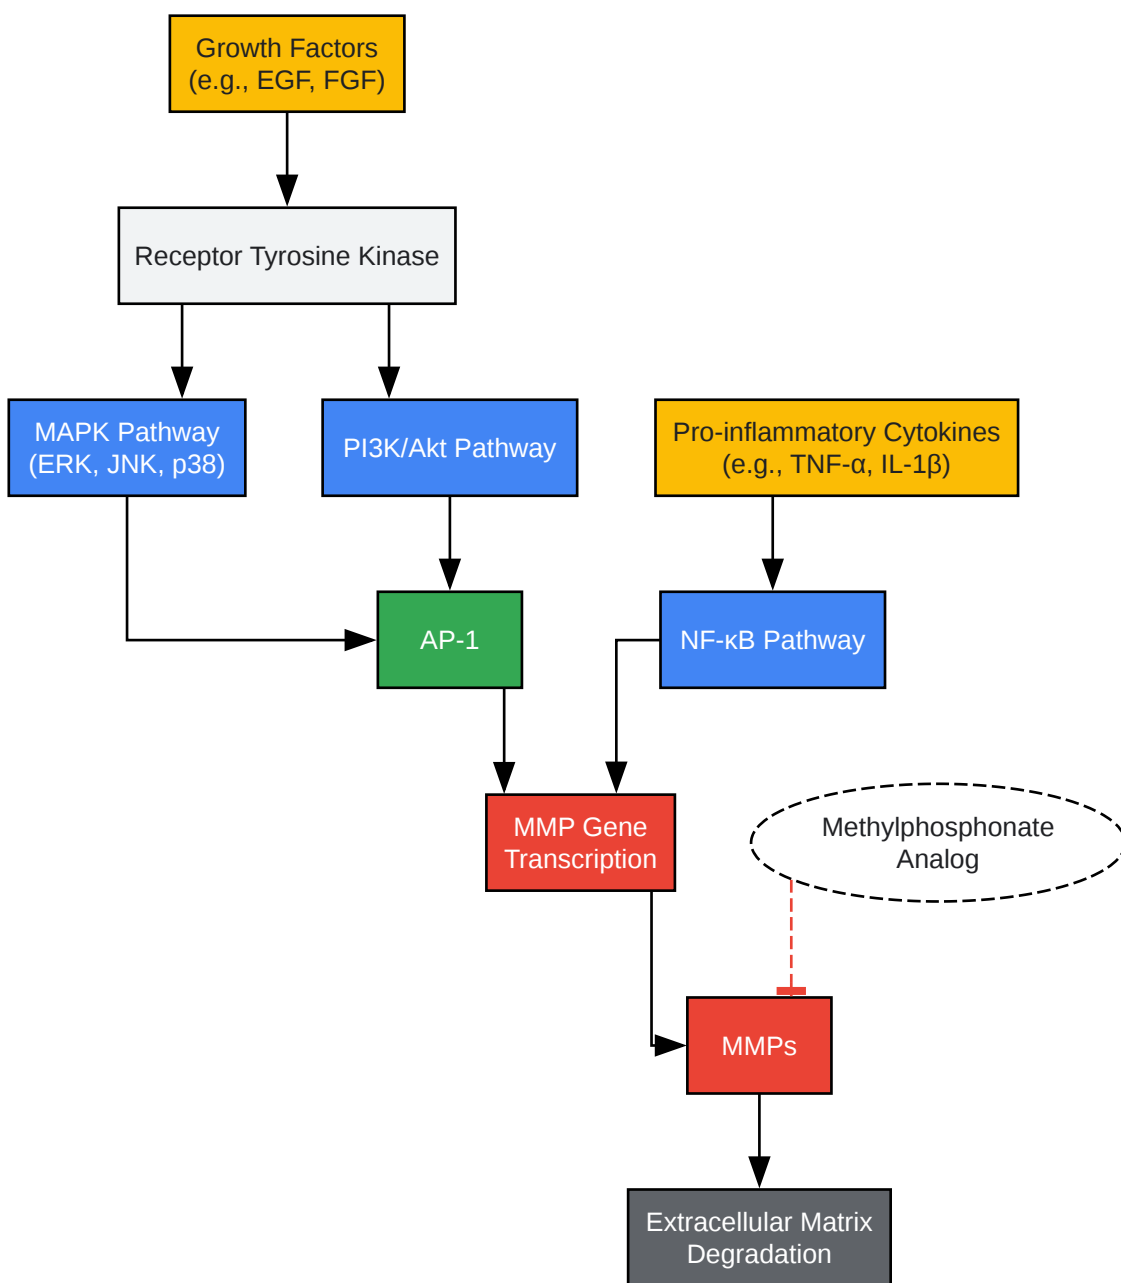 Growth Factors
(e.g., EGF, FGF)
Receptor Tyrosine Kinase
MAPK Pathway
(ERK, JNK, p38)
PI3K/Akt Pathway
Pro-inflammatory Cytokines
(e.g., TNF-α, IL-1β)
AP-1
NF-κB Pathway
MMP Gene
Transcription
Methylphosphonate
Analog
MMPs
Extracellular Matrix
Degradation